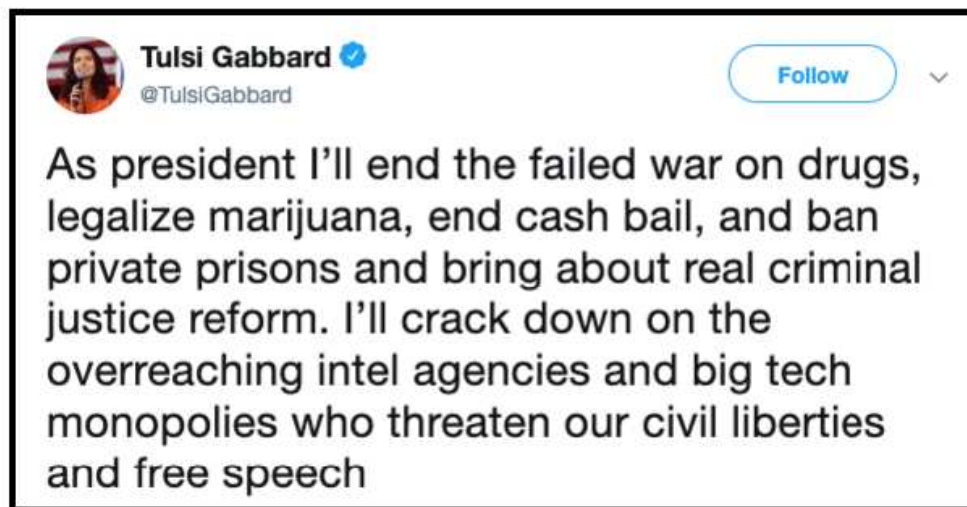 Tulsi Gabbard
@TulsiGabbard
Follow
As president I’ll end the failed war on drugs,
legalize marijuana, end cash bail, and ban
private prisons and bring about real criminal
justice reform. I’ll crack down on the
overreaching intel agencies and big tech
monopolies who threaten our civil liberties
and free speech